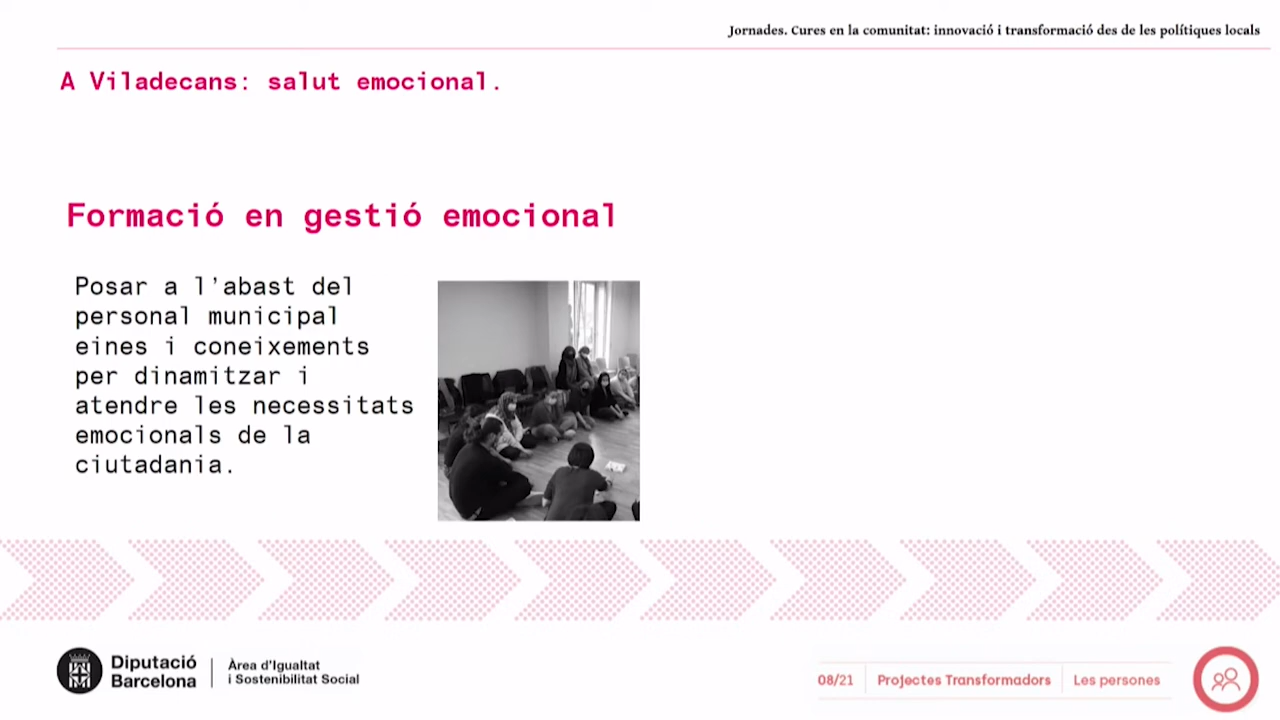 Jornades. Cures en la comunitat: innovació i transformació des de les polítiques locals
A Viladecans: salut emocional.
Formació en gestió emocional
Posar a l’abast del
personal municipal
eines i coneixements
per dinamitzar i
atendre les necessitats
emocionals de la
ciutadania.
Diputació
Barcelona
Àrea d’Igualtat
i Sostenibilitat Social
08/21
Projectes Transformadors
Les persones